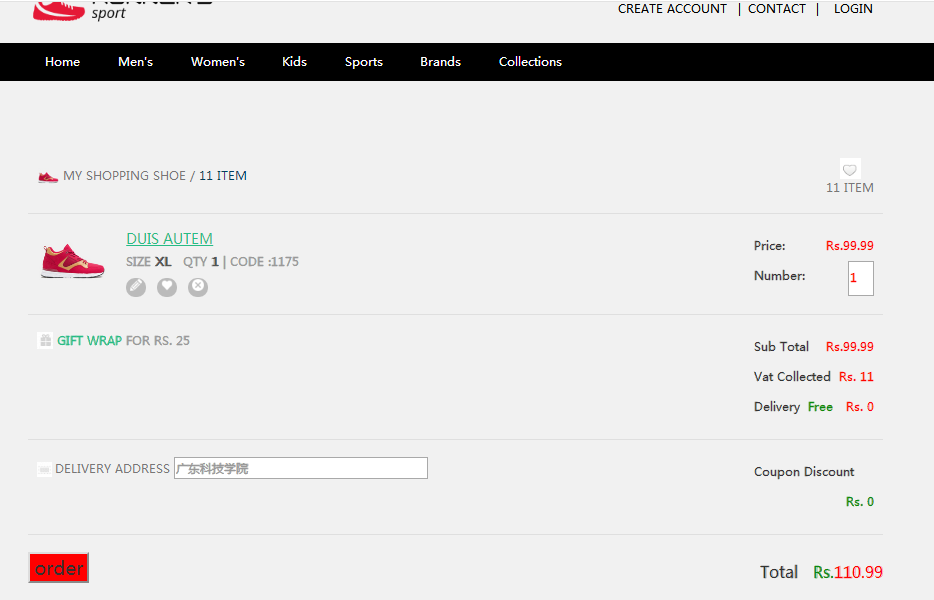 sport
CREATE ACCOUNT | CONTACT | LOGIN
Home Men's Women's Kids Sports Brands Collections
MY SHOPPING SHOE / 11 ITEM
11 ITEM
DUIS AUTEM
SIZE XL QTY 1 | CODE :1175
Price: Rs.99.99
Number: 1
GIFT WRAP FOR RS. 25
Sub Total Rs.99.99
Vat Collected Rs. 11
Delivery Free Rs. 0
DELIVERY ADDRESS 广东科技学院
Coupon Discount
Rs. 0
order
Total Rs.110.99